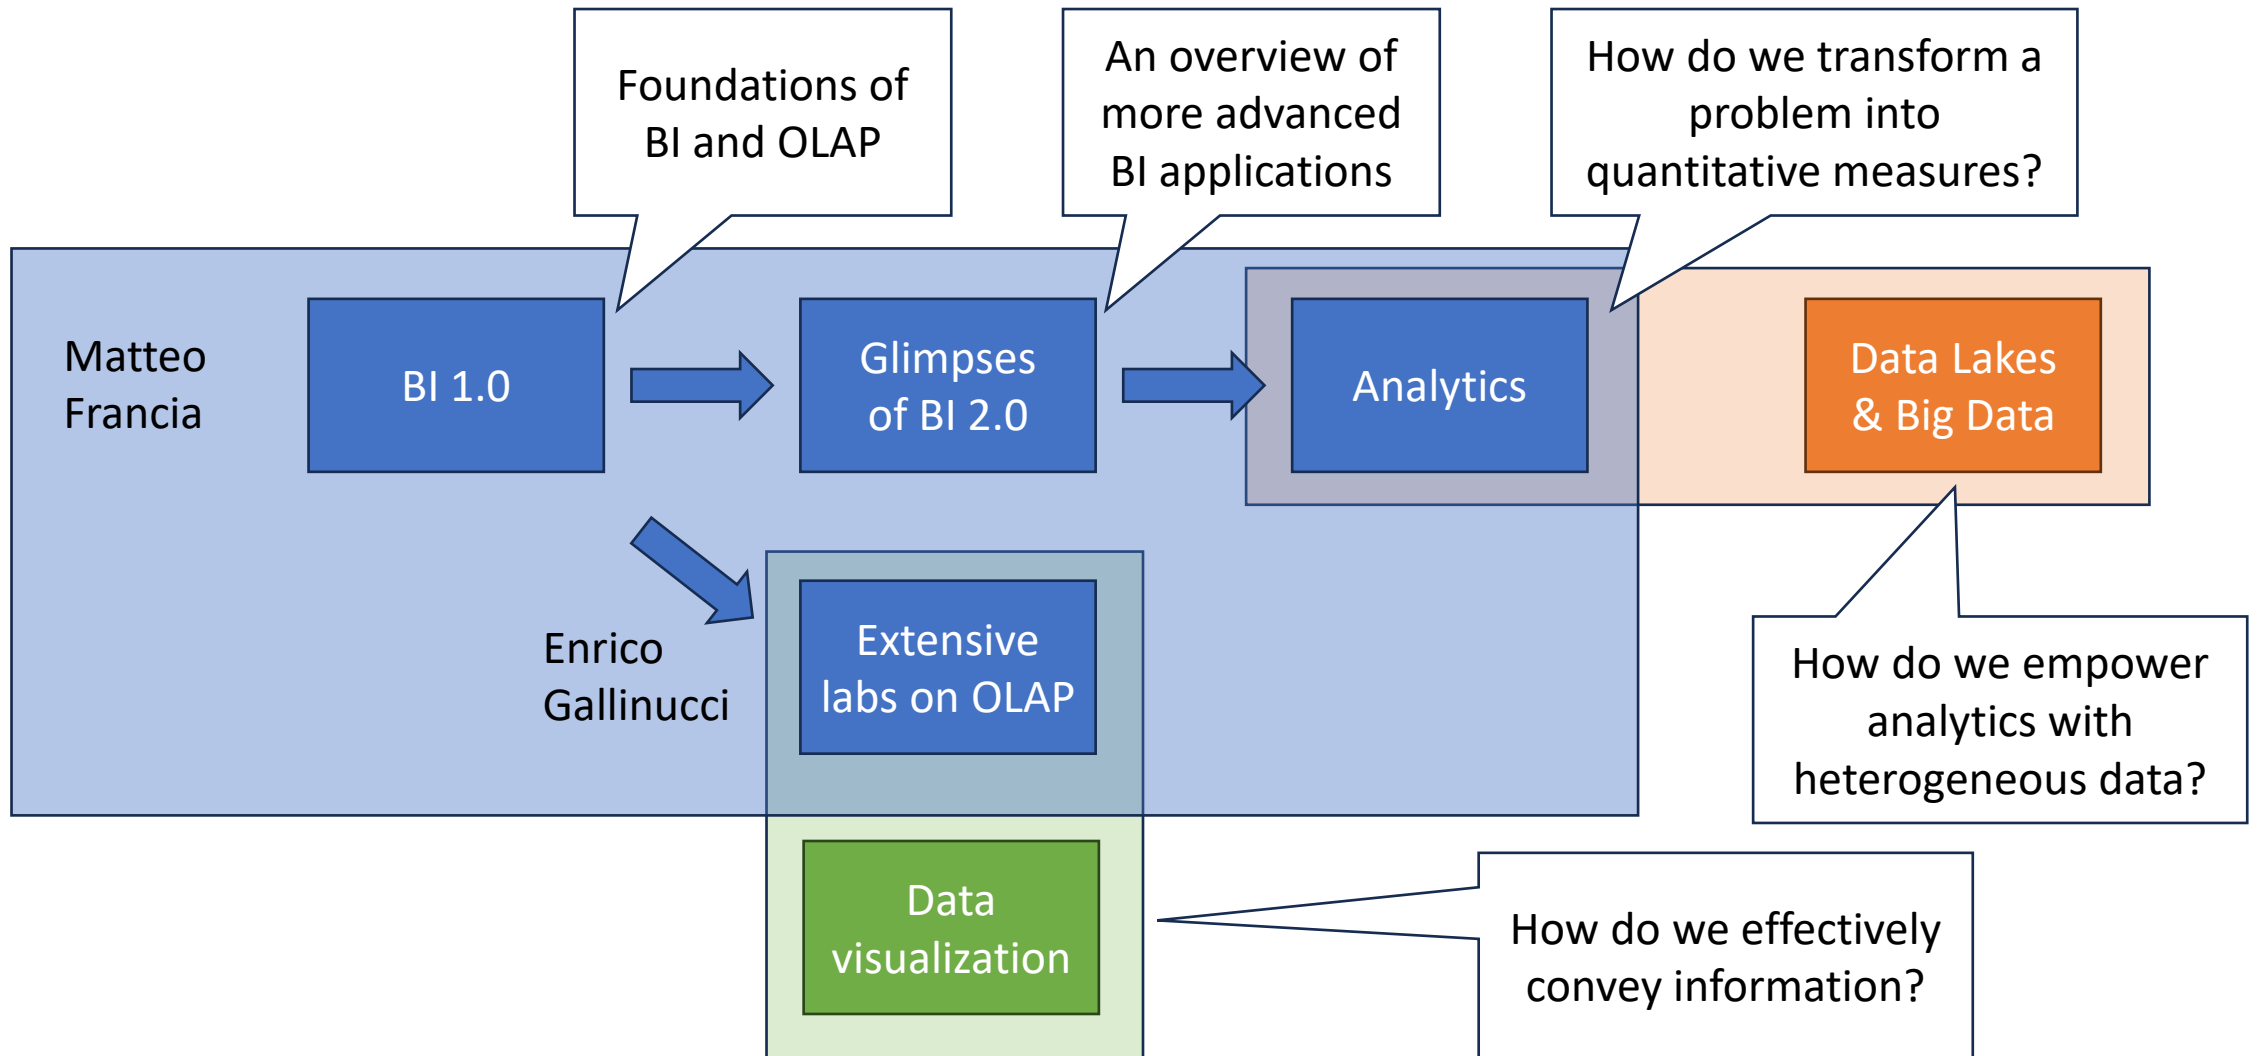 Foundations of
BI and OLAP
An overview of
more advanced
BI applications
How do we transform a
problem into
quantitative measures?
Matteo
Francia
BI 1.0
Glimpses
of BI 2.0
Analytics
Data Lakes
& Big Data
Enrico
Gallinucci
Extensive
labs on OLAP
How do we empower
analytics with
heterogeneous data?
Data
visualization
How do we effectively
convey information?